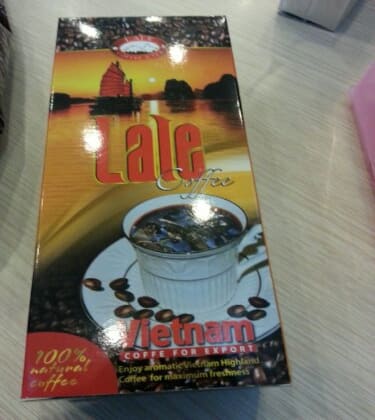 LaLe
Coffee
Vietnam
COFFE FOR EXPORT
100%
natural
coffee
Enjoy aromatic Vietnam Highland
Coffee for maximum freshness